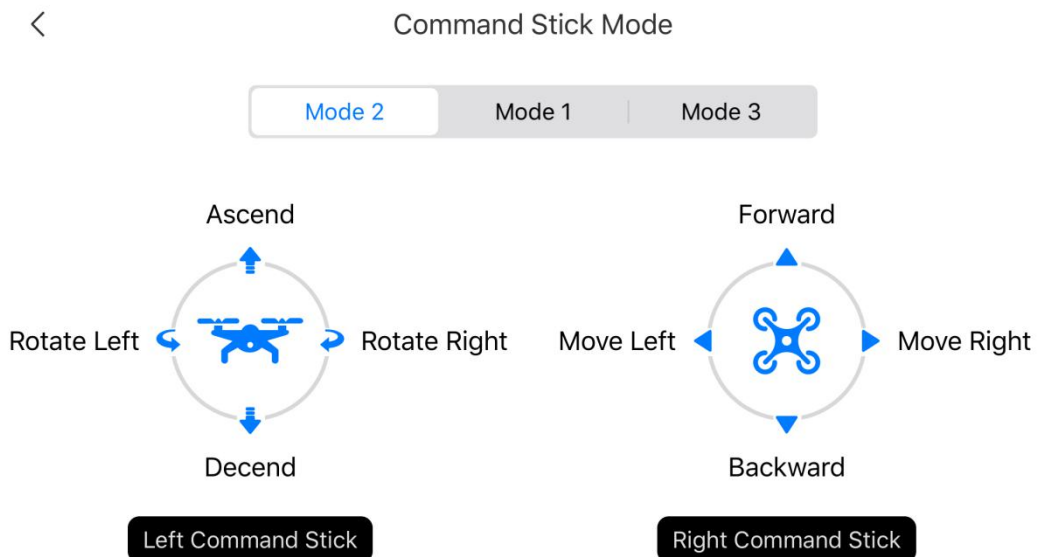 Command Stick Mode
Mode 2 Mode 1 Mode 3
Ascend Forward
Rotate Left Rotate Right Move Left Move Right
Decend Backward
Left Command Stick Right Command Stick